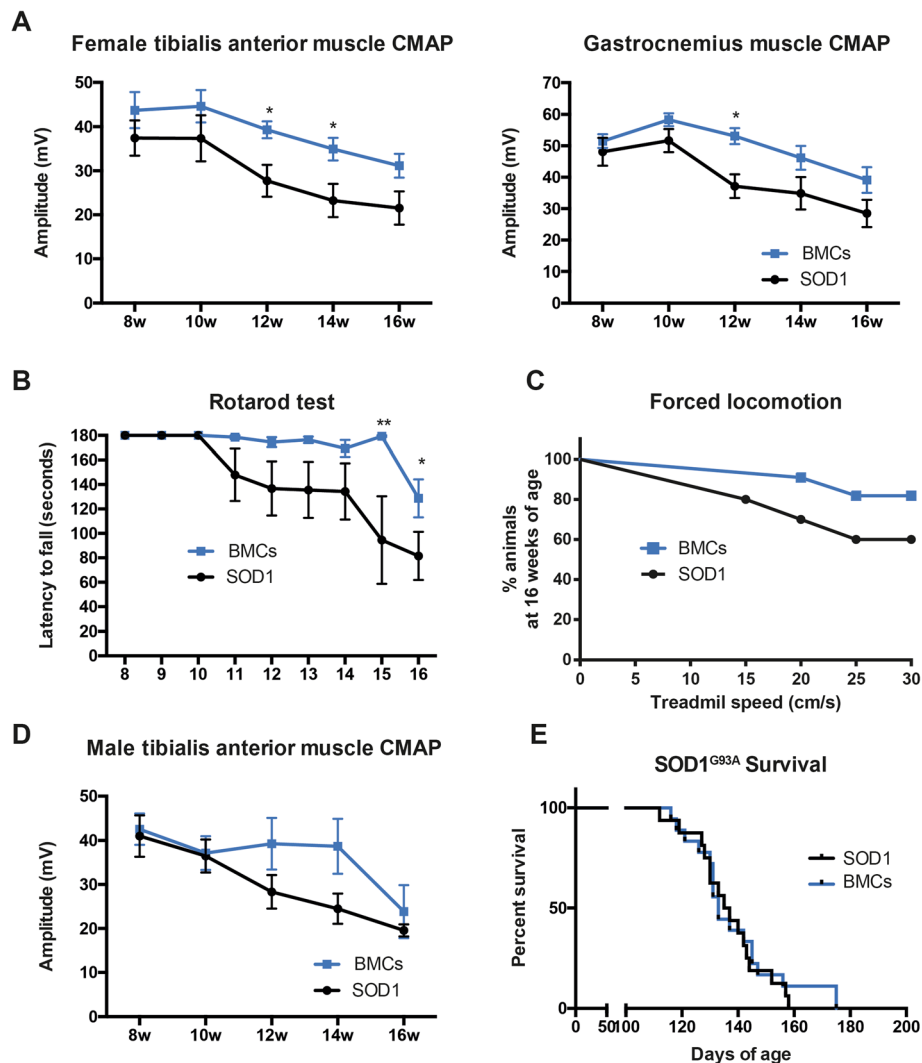 A
Female tibialis anterior muscle CMAP
Amplitude (mV)
50
40
30
20
10
0
*
*
8w 10w 12w 14w 16w
Gastrocnemius muscle CMAP
Amplitude (mV)
70
60
50
40
30
20
10
0
*
BMCs
SOD1
8w 10w 12w 14w 16w
B
Rotarod test
Latency to fall (seconds)
180
160
140
120
100
80
60
40
20
0
**
*
BMCs
SOD1
8 9 10 11 12 13 14 15 16
C
Forced locomotion
% animals
at 16 weeks of age
100
80
60
40
20
0
BMCs
SOD1
0 5 10 15 20 25 30
Treadmil speed (cm/s)
D
Male tibialis anterior muscle CMAP
Amplitude (mV)
50
40
30
20
10
0
BMCs
SOD1
8w 10w 12w 14w 16w
E
SOD1G93A Survival
Percent survival
100
50
0
SOD1
BMCs
0 50 100 120 140 160 180 200
Days of age